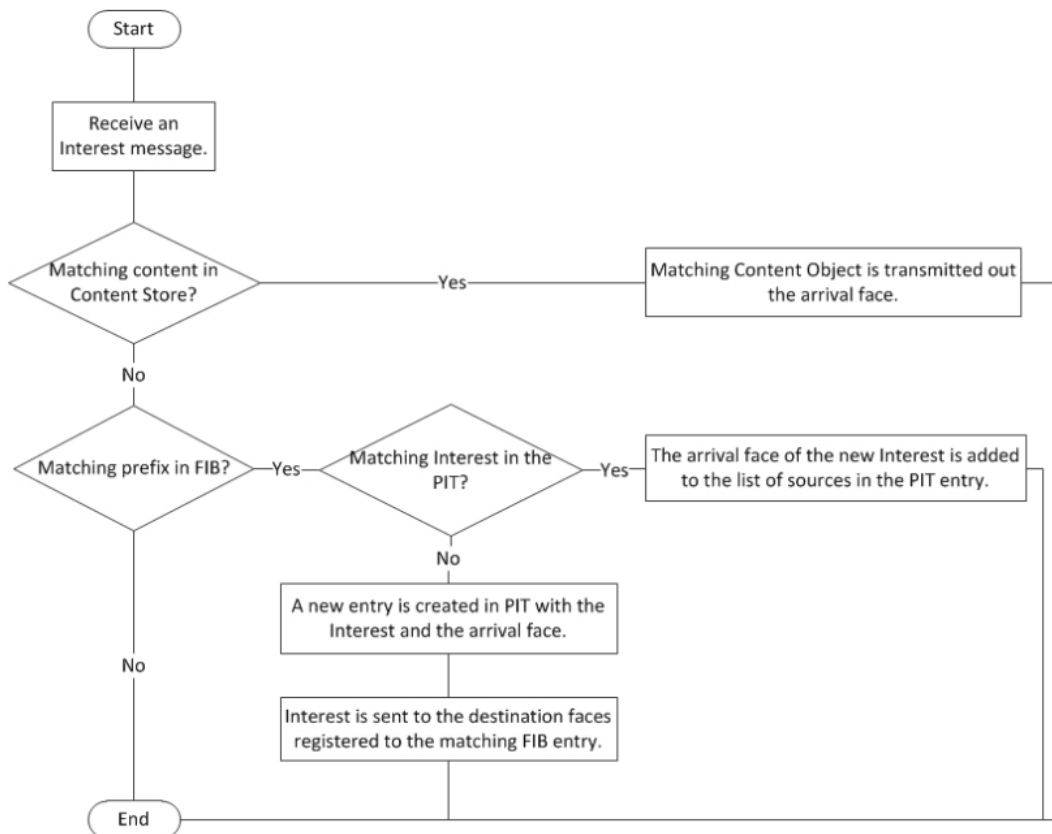 Start
Receive an
Interest message.
Matching content in
Content Store?
Yes
Matching Content Object is transmitted out
the arrival face.
No
Matching prefix in FIB?
Yes
Matching Interest in the
PIT?
Yes
The arrival face of the new Interest is added
to the list of sources in the PIT entry.
No
A new entry is created in PIT with the
Interest and the arrival face.
No
Interest is sent to the destination faces
registered to the matching FIB entry.
End